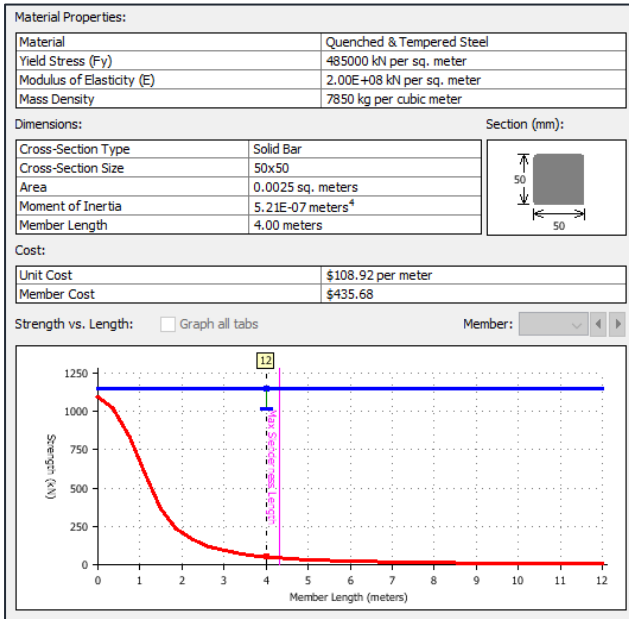 Material Properties:
Material Quenched & Tempered Steel
Yield Stress (Fy) 485000 kN per sq. meter
Modulus of Elasticity (E) 2.00E+08 kN per sq. meter
Mass Density 7850 kg per cubic meter
Dimensions: Section (mm):
Cross-Section Type Solid Bar
Cross-Section Size 50x50
Area 0.0025 sq. meters
Moment of Inertia 5.21E-07 meters⁴
Member Length 4.00 meters
50
50
Cost:
Unit Cost $108.92 per meter
Member Cost $435.68
Strength vs. Length: Graph all tabs Member:
12
1250
1000
750
500
250
0
Strength (kN)
Max Slenderness Length
0 1 2 3 4 5 6 7 8 9 10 11 12
Member Length (meters)